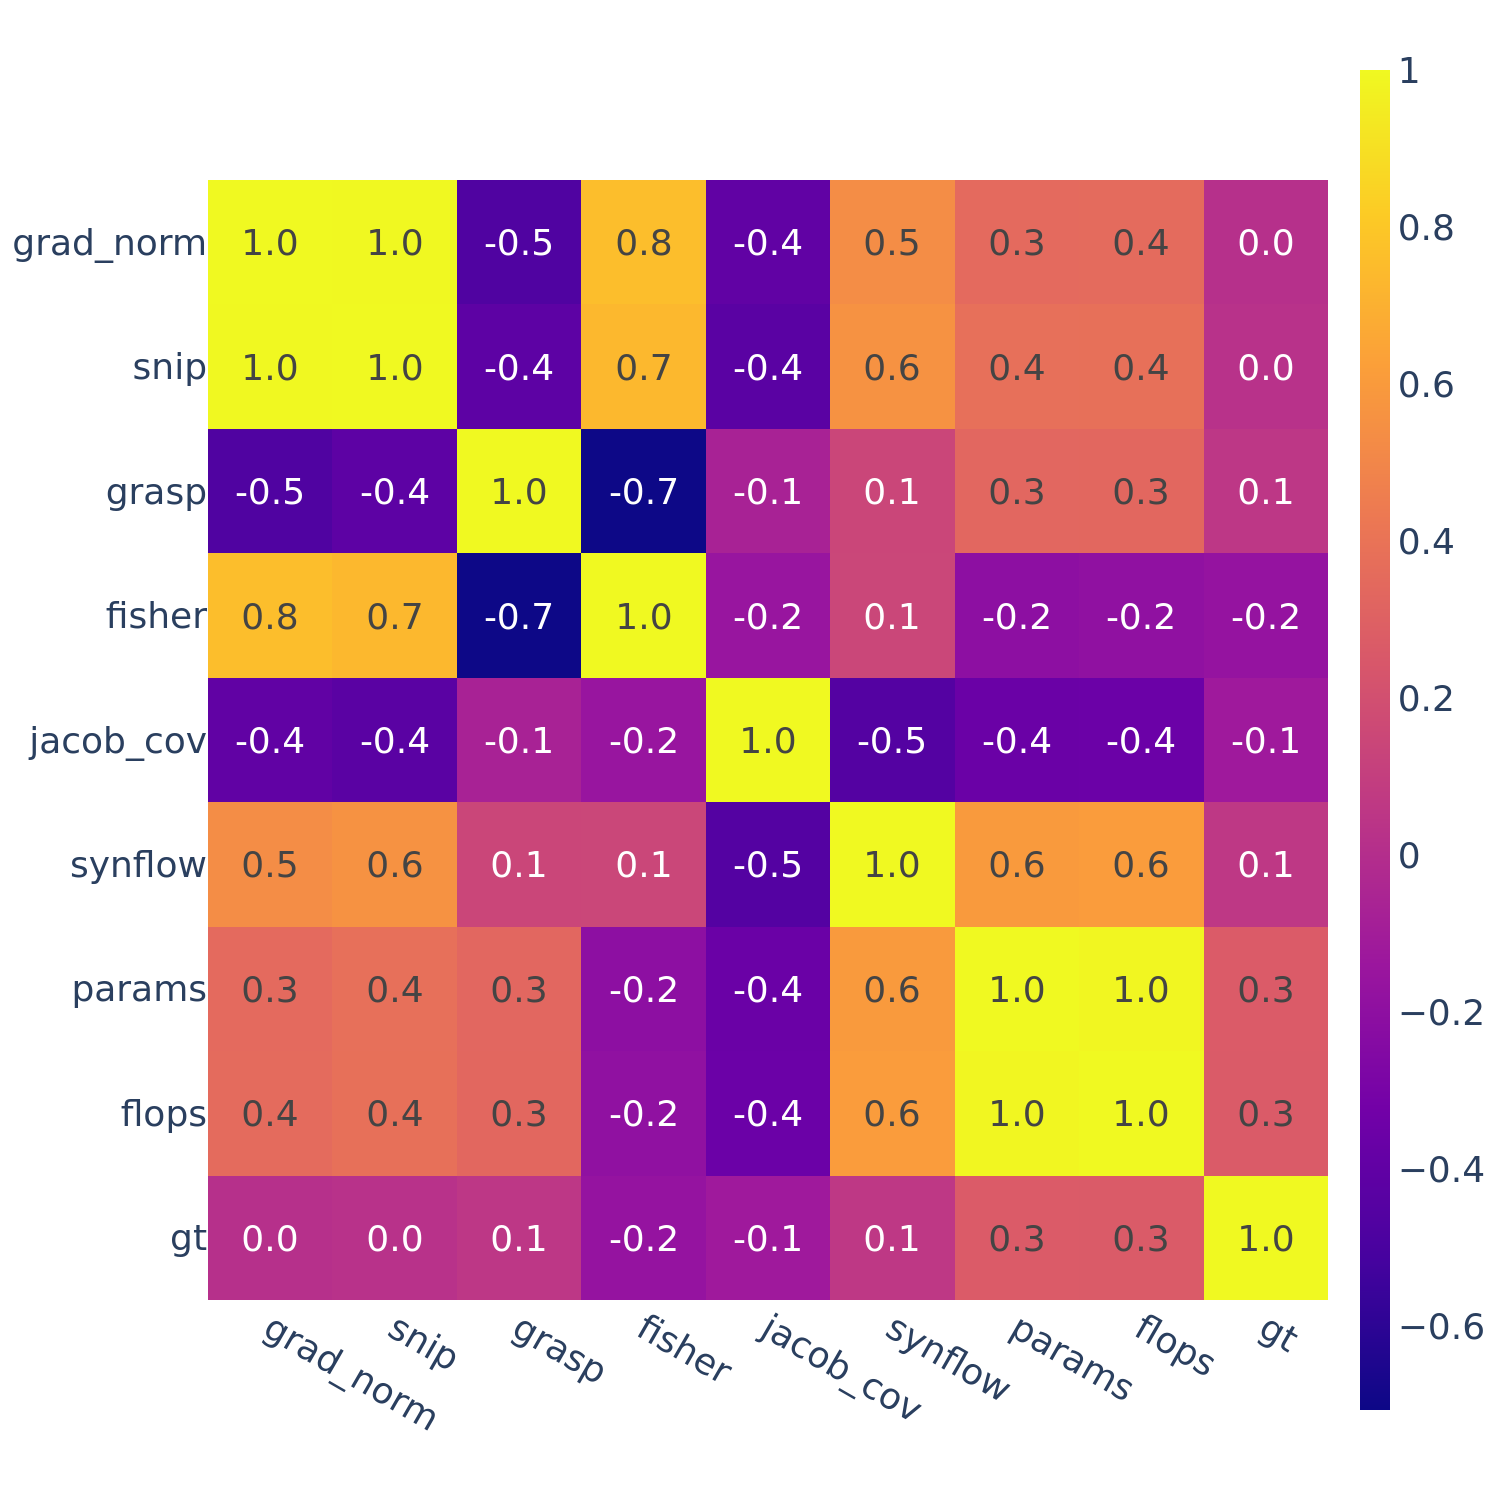 1
grad_norm 1.0 1.0 -0.5 0.8 -0.4 0.5 0.3 0.4 0.0
0.8
snip 1.0 1.0 -0.4 0.7 -0.4 0.6 0.4 0.4 0.0
0.6
grasp -0.5 -0.4 1.0 -0.7 -0.1 0.1 0.3 0.3 0.1
0.4
fisher 0.8 0.7 -0.7 1.0 -0.2 0.1 -0.2 -0.2 -0.2
0.2
jacob_cov -0.4 -0.4 -0.1 -0.2 1.0 -0.5 -0.4 -0.4 -0.1
0
synflow 0.5 0.6 0.1 0.1 -0.5 1.0 0.6 0.6 0.1
params 0.3 0.4 0.3 -0.2 -0.4 0.6 1.0 1.0 0.3
−0.2
flops 0.4 0.4 0.3 -0.2 -0.4 0.6 1.0 1.0 0.3
−0.4
gt 0.0 0.0 0.1 -0.2 -0.1 0.1 0.3 0.3 1.0
−0.6
grad_norm snip grasp fisher jacob_cov synflow params flops gt